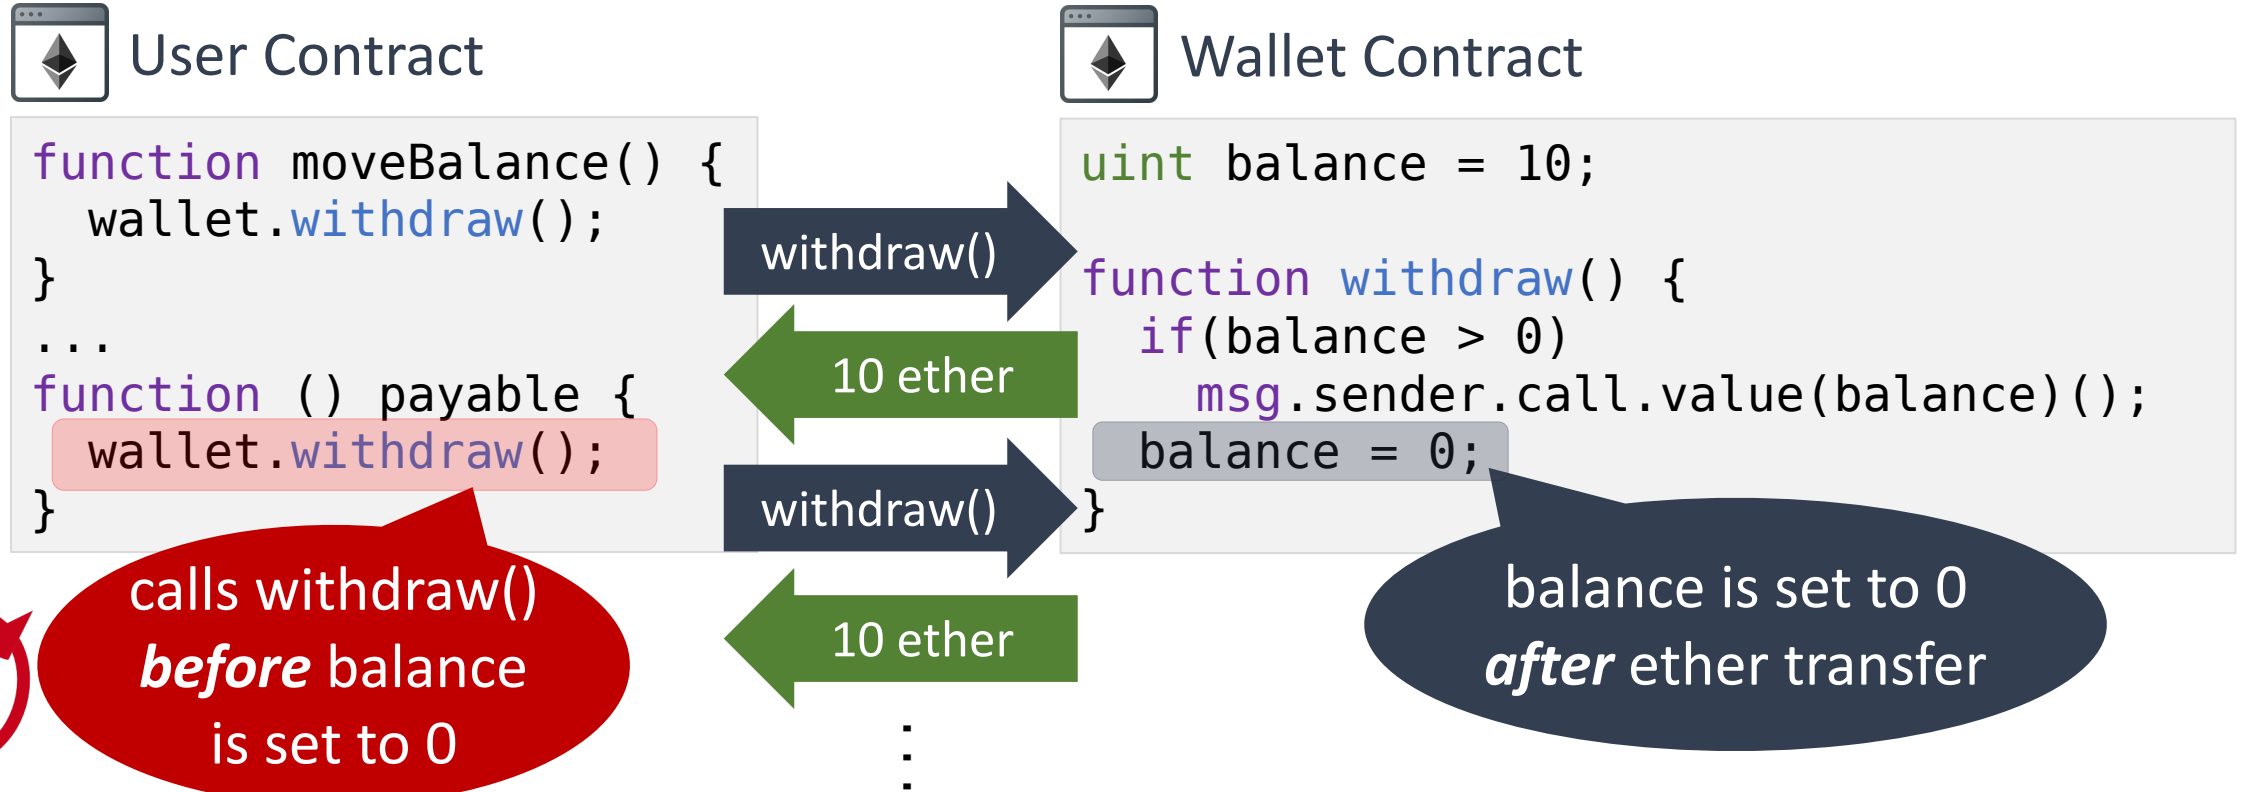 User Contract
function moveBalance() {
  wallet.withdraw();
}
...
function () payable {
  wallet.withdraw();
}
calls withdraw()
before balance
is set to 0
withdraw()
10 ether
withdraw()
10 ether
...
Wallet Contract
uint balance = 10;
function withdraw() {
  if(balance > 0)
    msg.sender.call.value(balance)();
  balance = 0;
}
balance is set to 0
after ether transfer